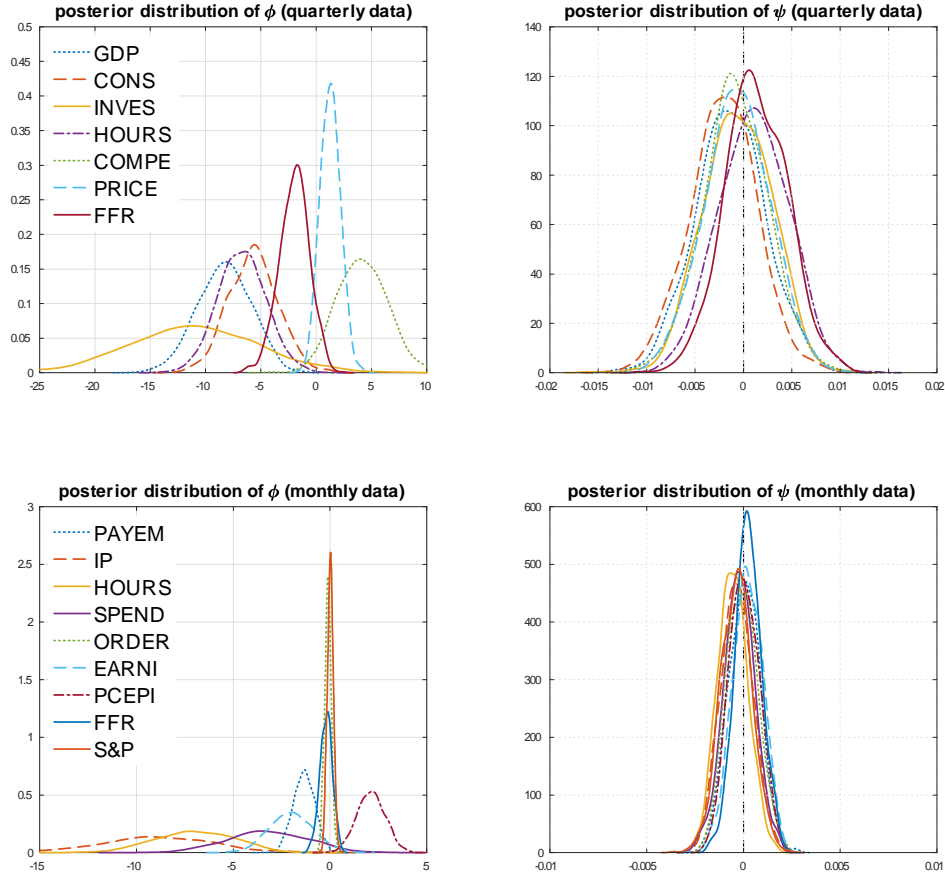 posterior distribution of ϕ (quarterly data)
0.5
0.45
0.4
0.35
0.3
0.25
0.2
0.15
0.1
0.05
0
GDP
CONS
INVES
HOURS
COMPE
PRICE
FFR
-25 -20 -15 -10 -5 0 5 10
posterior distribution of ψ (quarterly data)
140
120
100
80
60
40
20
0
-0.02 -0.015 -0.01 -0.005 0 0.005 0.01 0.015 0.02
posterior distribution of ϕ (monthly data)
3
2.5
2
1.5
1
0.5
0
PAYEM
IP
HOURS
SPEND
ORDER
EARNI
PCEPI
FFR
S&P
-15 -10 -5 0 5
posterior distribution of ψ (monthly data)
600
500
400
300
200
100
0
-0.01 -0.005 0 0.005 0.01